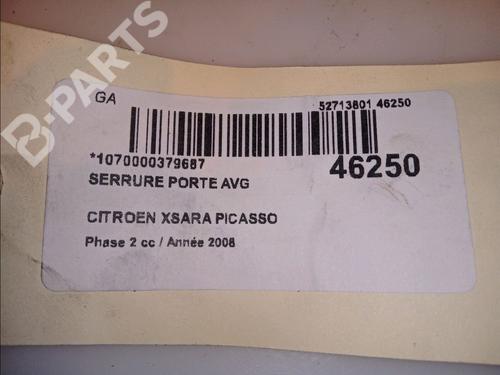 B-PARTS
GA
52713801 46250
*1070000379687
46250
SERRURE PORTE AVG
CITROEN XSARA PICASSO
Phase 2 cc / Année 2008